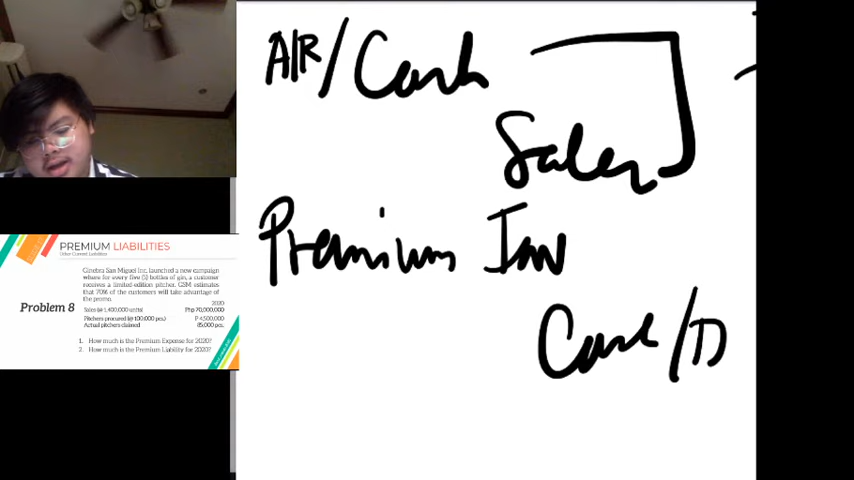 A/R/Cash
Sales
Premium Inv
PREMIUM LIABILITIES
Other Current Liabilities
Problem 8
Ginebra San Miguel Inc. launched a new campaign
where for every five (5) bottles of gin, a customer
receives a limited-edition pitcher. GSM estimates
that 70% of the customers will take advantage of
the promo.
2020
Sales (@ 1,400,000 units) Php 70,000,000
Pitchers procured (@ 100,000 pcs.) P 4,500,000
Actual pitchers claimed 85,000 pcs.
1. How much is the Premium Expense for 2020?
2. How much is the Premium Liability for 2020?